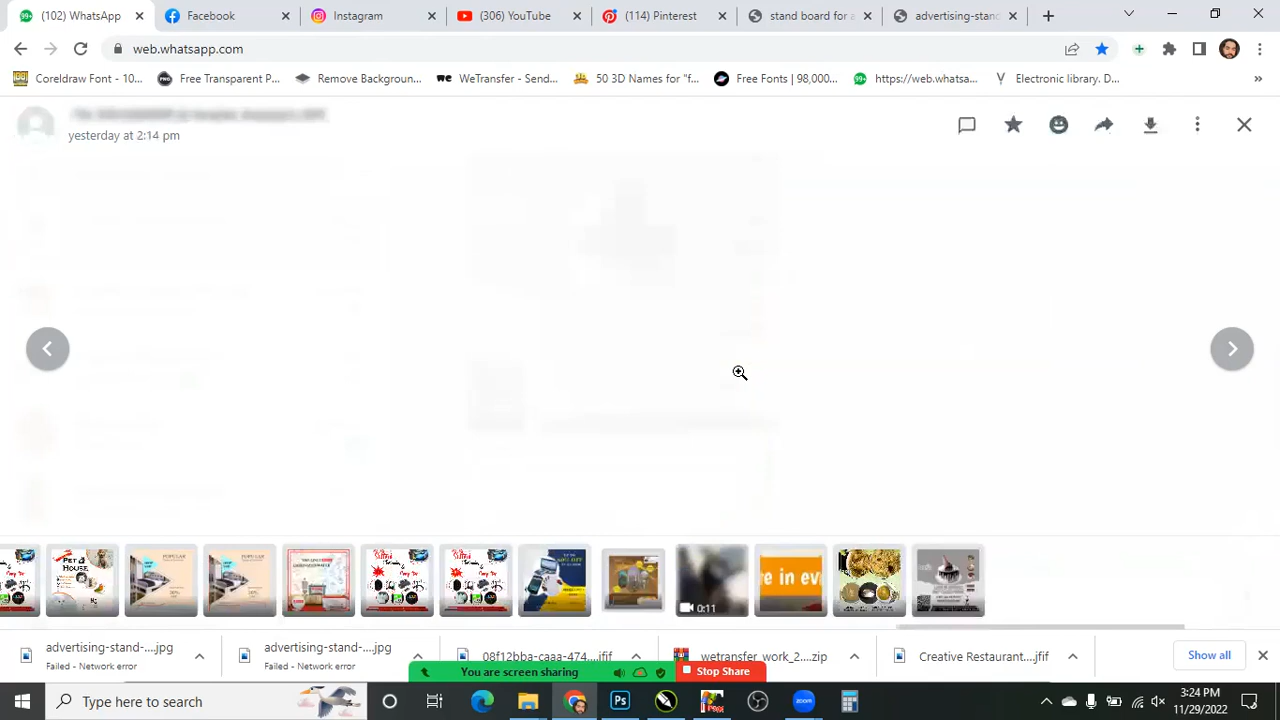 (102) WhatsApp
Facebook
Instagram
(306) YouTube
(114) Pinterest
stand board for a
advertising-stand
web.whatsapp.com
Coreldraw Font - 10...
Free Transparent P...
Remove Backgroun...
WeTransfer - Send...
50 3D Names for "f...
Free Fonts | 98,000...
https://web.whatsa...
Electronic library. D...
yesterday at 2:14 pm
0:11
advertising-stand-....jpg
Failed - Network error
advertising-stand-....jpg
Failed - Network error
08f12bba-caaa-474....jfif
wetransfer_work_2....zip
Creative Restaurant....jfif
Show all
You are screen sharing
Stop Share
Type here to search
3:24 PM
11/29/2022